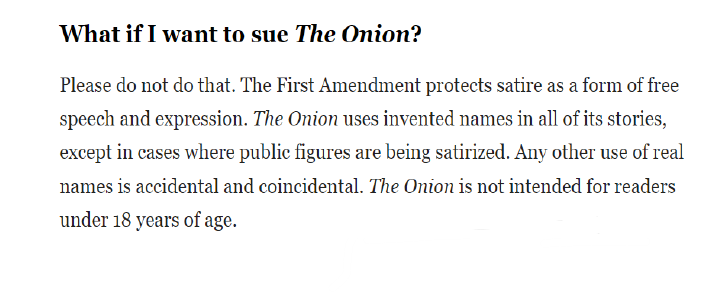 What if I want to sue The Onion?
Please do not do that. The First Amendment protects satire as a form of free
speech and expression. The Onion uses invented names in all of its stories,
except in cases where public figures are being satirized. Any other use of real
names is accidental and coincidental. The Onion is not intended for readers
under 18 years of age.